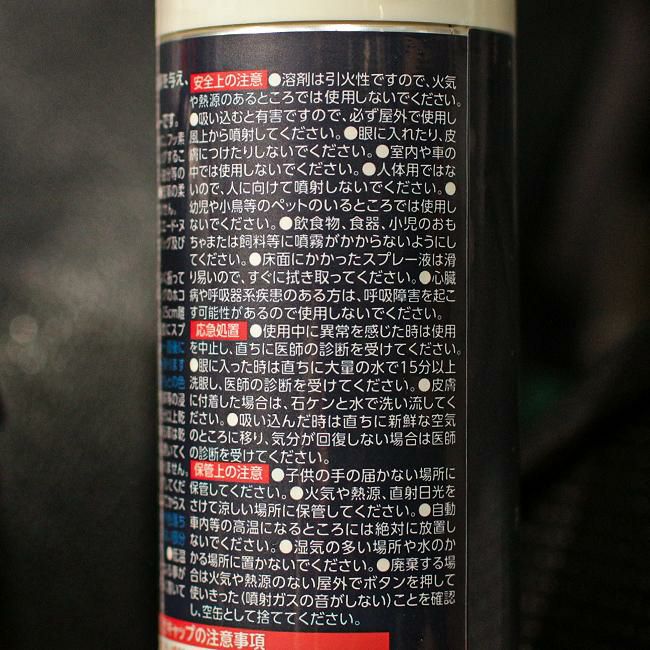 安全上の注意 ●溶剤は引火性ですので、火気
や熱源のあるところでは使用しないでください。
●吸い込むと有害ですので、必ず屋外で使用し
風上から噴射してください。●眼に入れたり、皮
膚につけたりしないでください。●室内や車の
中では使用しないでください。●人体用ではな
いので、人に向けて噴射しないでください。●
幼児や小鳥等のペットのいるところでは使用し
ないでください。●飲食物、食器、小児のおも
ちゃまたは飼料等に噴霧がかからないようにし
てください。●床面にかかったスプレー液は滑
り易いので、すぐに拭き取ってください。●心臓
病や呼吸器系疾患のある方は、呼吸障害を起こ
す可能性があるので使用しないでください。
応急処置 ●使用中に異常を感じた時は使用
を中止し、直ちに医師の診断を受けてください。
●眼に入った時は直ちに大量の水で15分以上
洗眼し、医師の診断を受けてください。●皮膚
に付着した場合は、石ケンと水で洗い流してく
ださい。●吸い込んだ時は直ちに新鮮な空気
のところに移り、気分が回復しない場合は医師
の診断を受けてください。
保管上の注意 ●子供の手の届かない場所に
保管してください。●火気や熱源、直射日光を
さけて涼しい場所に保管してください。●自動
車内等の高温になるところには絶対に放置し
ないでください。●湿気の多い場所や水のか
かる場所に置かないでください。●廃棄する場
合は火気や熱源のない屋外でボタンを押して
使いきった(噴射ガスの音がしない)ことを確認
し、空缶として捨ててください。
キャップの注意事項